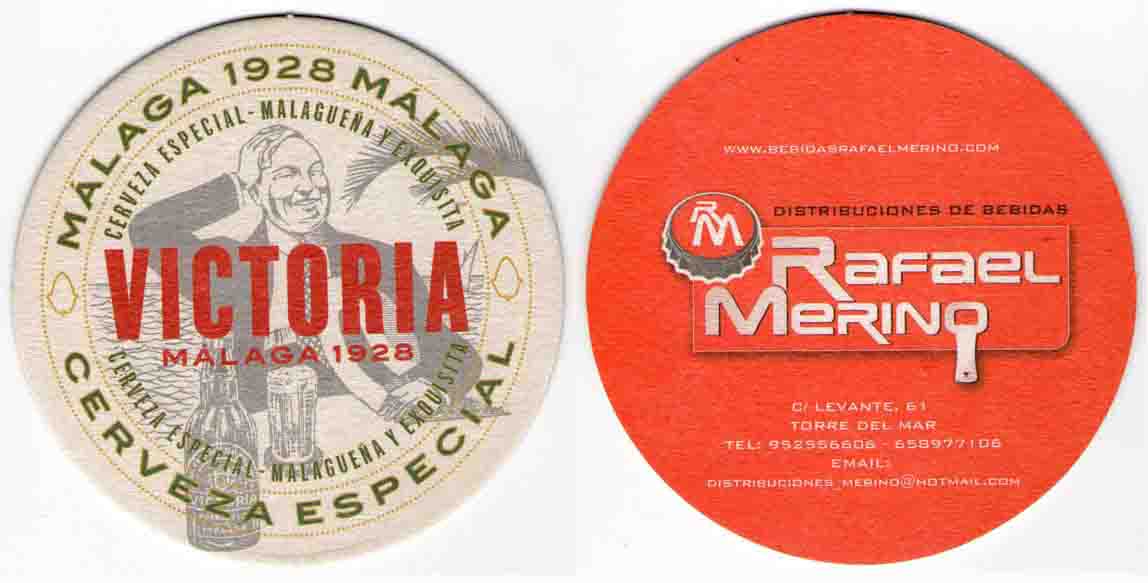 MÁLAGA 1928 MÁLAGA
CERVEZA ESPECIAL - MALAGUEÑA Y EXQUISITA
VICTORIA
MÁLAGA 1928
CERVEZA ESPECIAL - MALAGUEÑA Y EXQUISITA
CERVEZA ESPECIAL
WWW.BEBIDASRAFAELMERINO.COM
RM
DISTRIBUCIONES DE BEBIDAS
Rafael
Merino
C/ LEVANTE, 61
TORRE DEL MAR
TEL: 952556606 - 658977106
EMAIL:
DISTRIBUCIONES_MERINO@HOTMAIL.COM